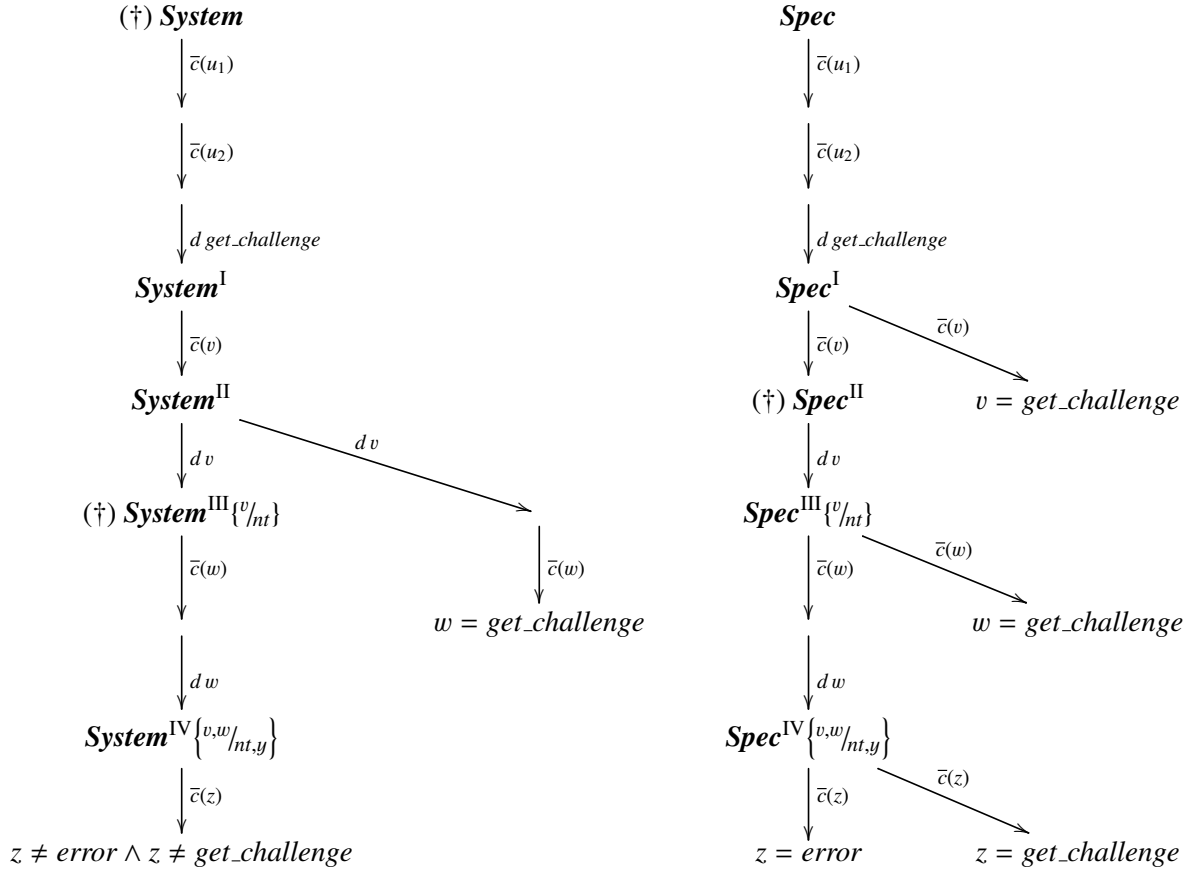 (†) System Spec
c̅(u₁) c̅(u₁)
c̅(u₂) c̅(u₂)
d get_challenge d get_challenge
Systemᴵ Specᴵ
c̅(v) c̅(v) c̅(v)
Systemᴵᴵ (†) Specᴵᴵ v = get_challenge
d v d v d v
(†) Systemᴵᴵᴵ{v/nt} Specᴵᴵᴵ{v/nt}
c̅(w) c̅(w) c̅(w) c̅(w)
w = get_challenge w = get_challenge
d w d w
Systemᴵⱽ{v,w/nt,y} Specᴵⱽ{v,w/nt,y}
c̅(z) c̅(z) c̅(z)
z ≠ error ∧ z ≠ get_challenge z = error z = get_challenge